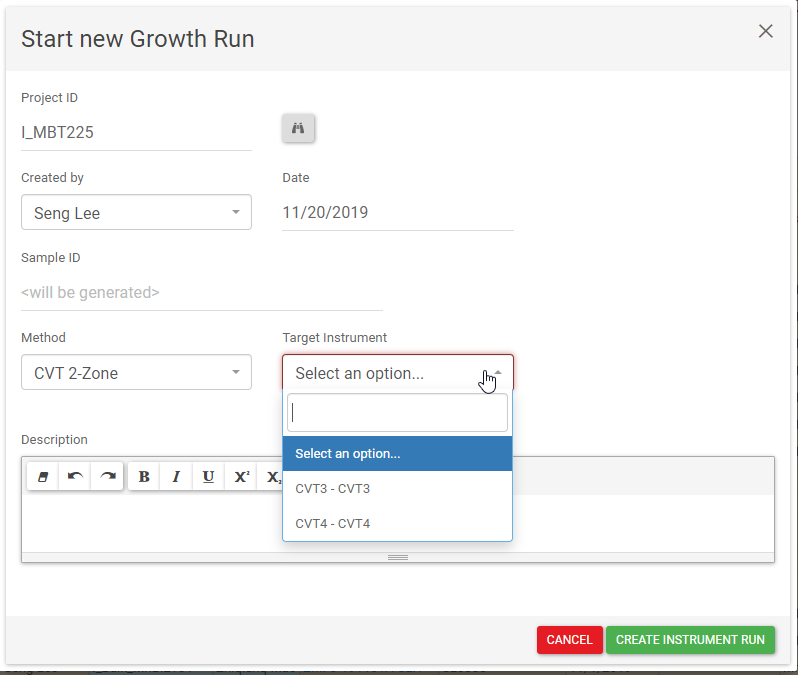 Start new Growth Run
Project ID
I_MBT225
Created by
Date
Seng Lee
11/20/2019
Sample ID
<will be generated>
Method
Target Instrument
CVT 2-Zone
Select an option...
Description
Select an option...
B I U X² X
CVT3 - CVT3
CVT4 - CVT4
CANCEL
CREATE INSTRUMENT RUN